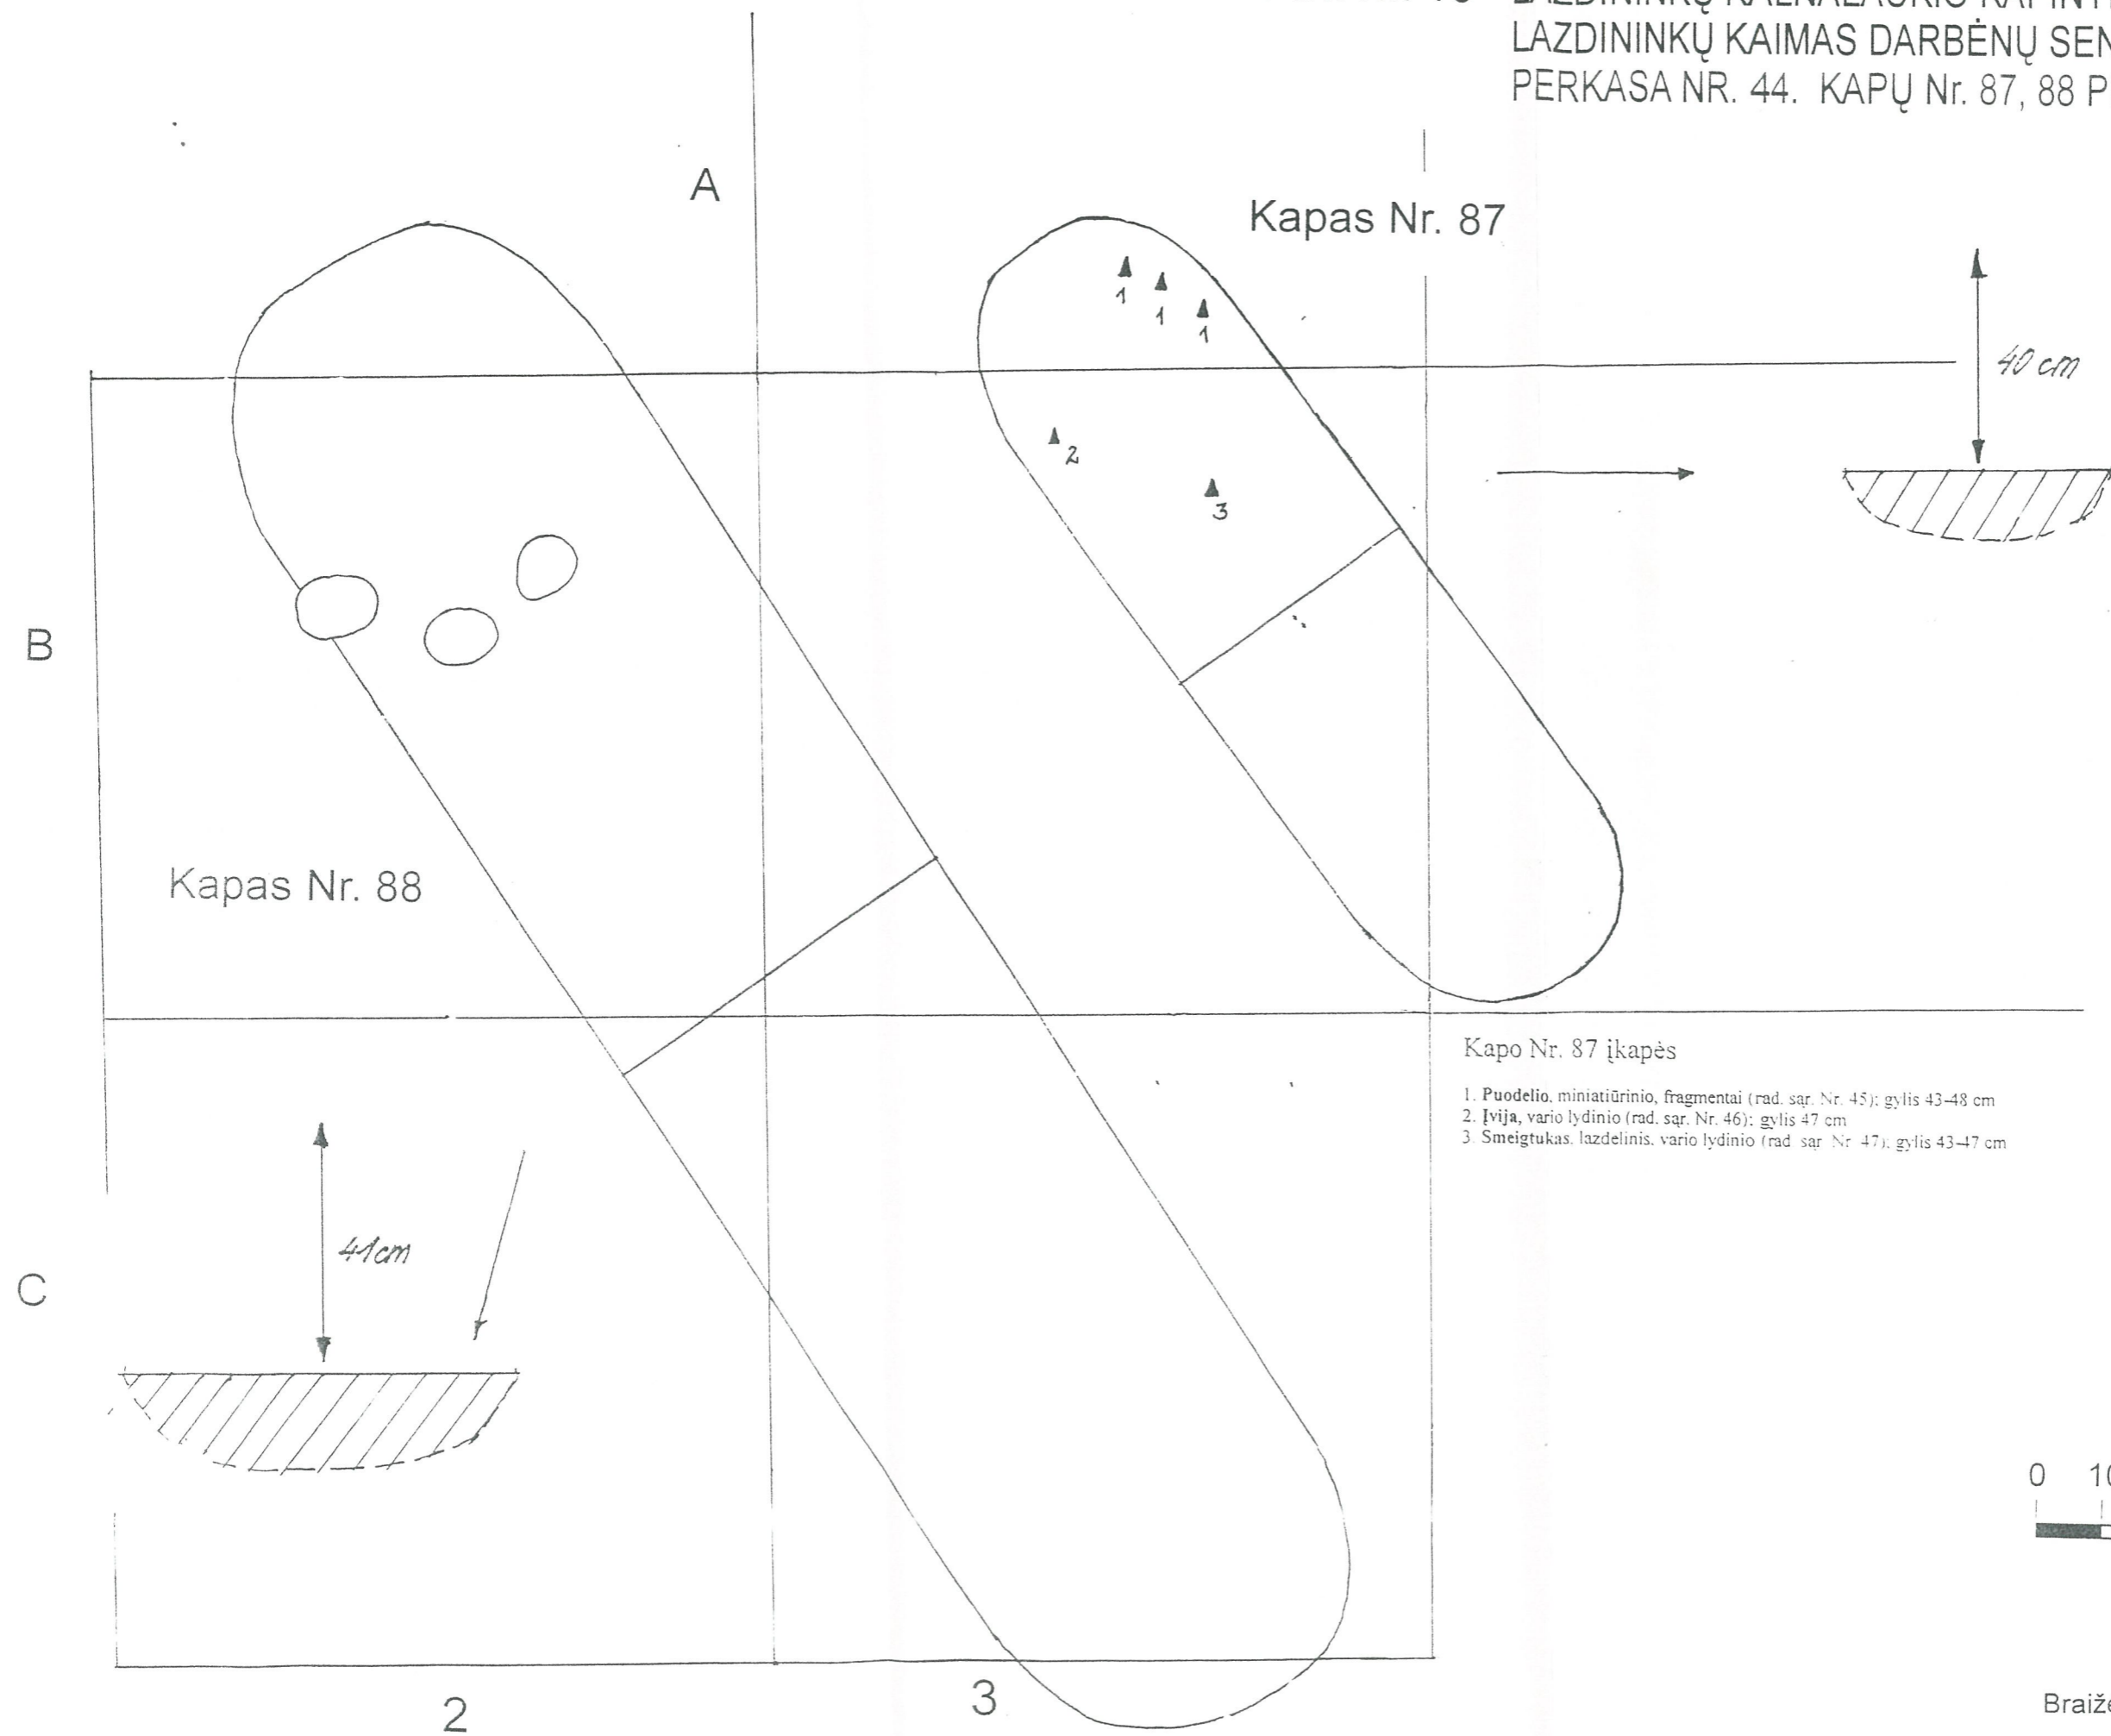 LAZDININKŲ KAIMAS DARBĖNŲ SEN
PERKASA NR. 44. KAPŲ Nr. 87, 88 P
A
Kapas Nr. 87
1
1
1
40 cm
2
3
B
Kapas Nr. 88
Kapo Nr. 87 įkapės
1. Puodelio, miniatiūrinio, fragmentai (rad. sąr. Nr. 45); gylis 43-48 cm
2. Įvija, vario lydinio (rad. sąr. Nr. 46); gylis 47 cm
3. Smeigtukas, lazdelinis, vario lydinio (rad. sąr. Nr. 47); gylis 43-47 cm
41cm
C
0 10
2
3
Braižė